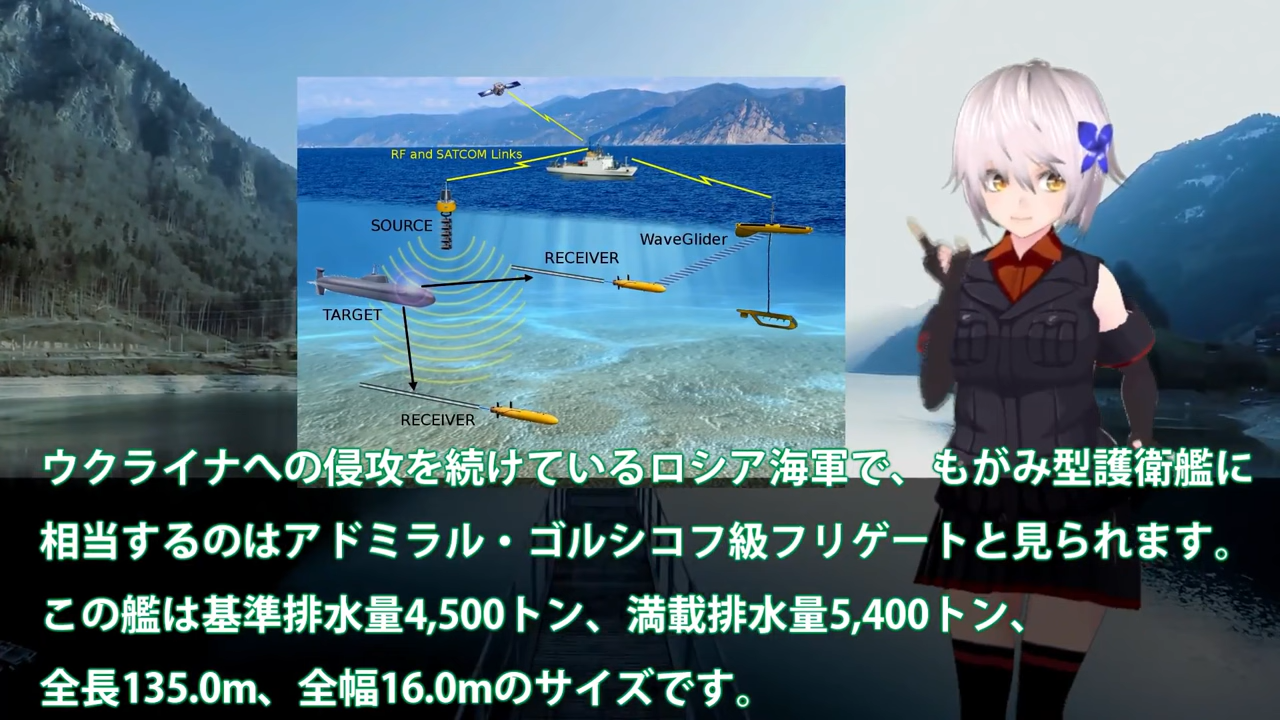 RF and SATCOM Links
SOURCE
WaveGlider
RECEIVER
TARGET
RECEIVER
ウクライナへの侵攻を続けているロシア海軍で、もがみ型護衛艦に
相当するのはアドミラル・ゴルシコフ級フリゲートと見られます。
この艦は基準排水量4,500トン、満載排水量5,400トン、
全長135.0m、全幅16.0mのサイズです。